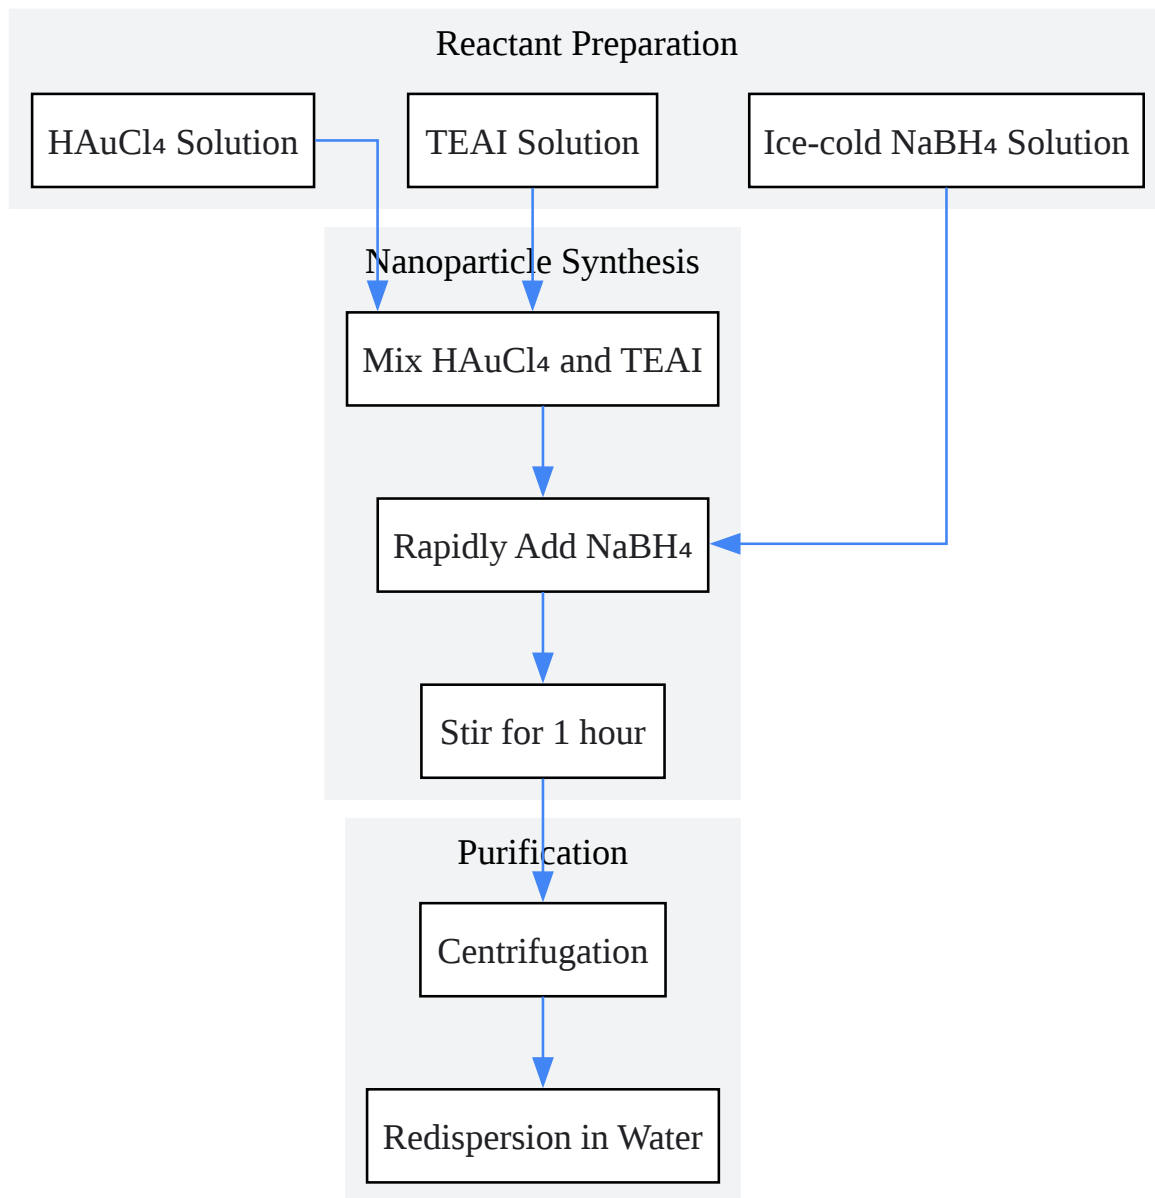 Reactant Preparation
HAuCl₄ Solution
TEAI Solution
Ice-cold NaBH₄ Solution
Nanoparticle Synthesis
Mix HAuCl₄ and TEAI
Rapidly Add NaBH₄
Stir for 1 hour
Purification
Centrifugation
Redispersion in Water